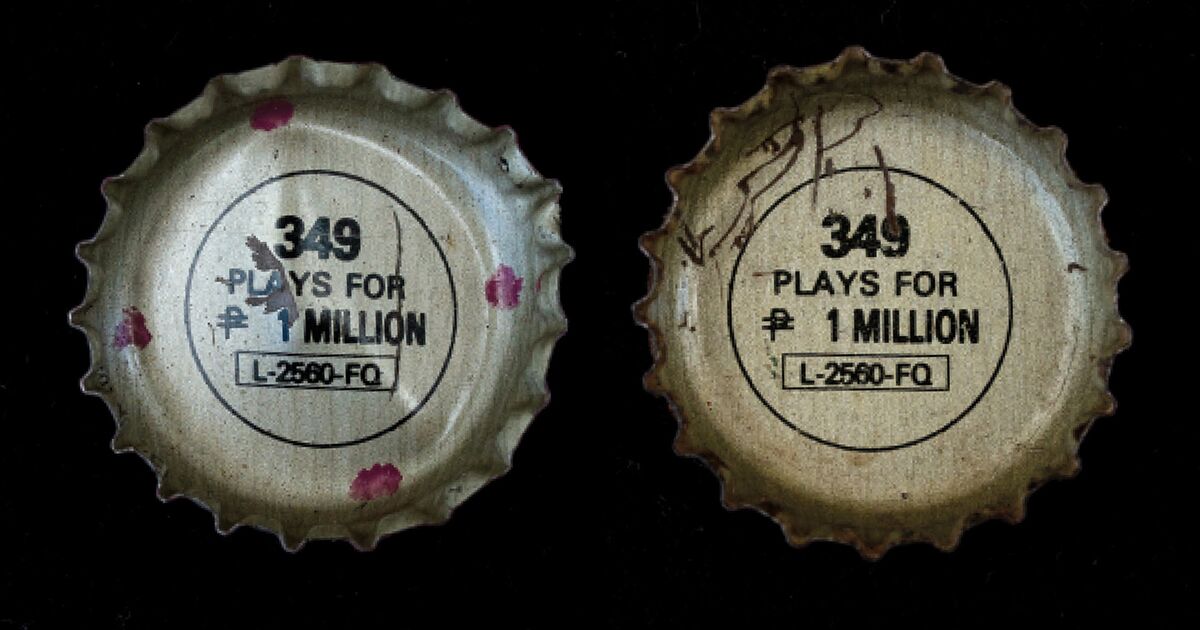 349
PLAYS FOR
₱ 1 MILLION
L-2560-FQ
349
PLAYS FOR
₱ 1 MILLION
L-2560-FQ